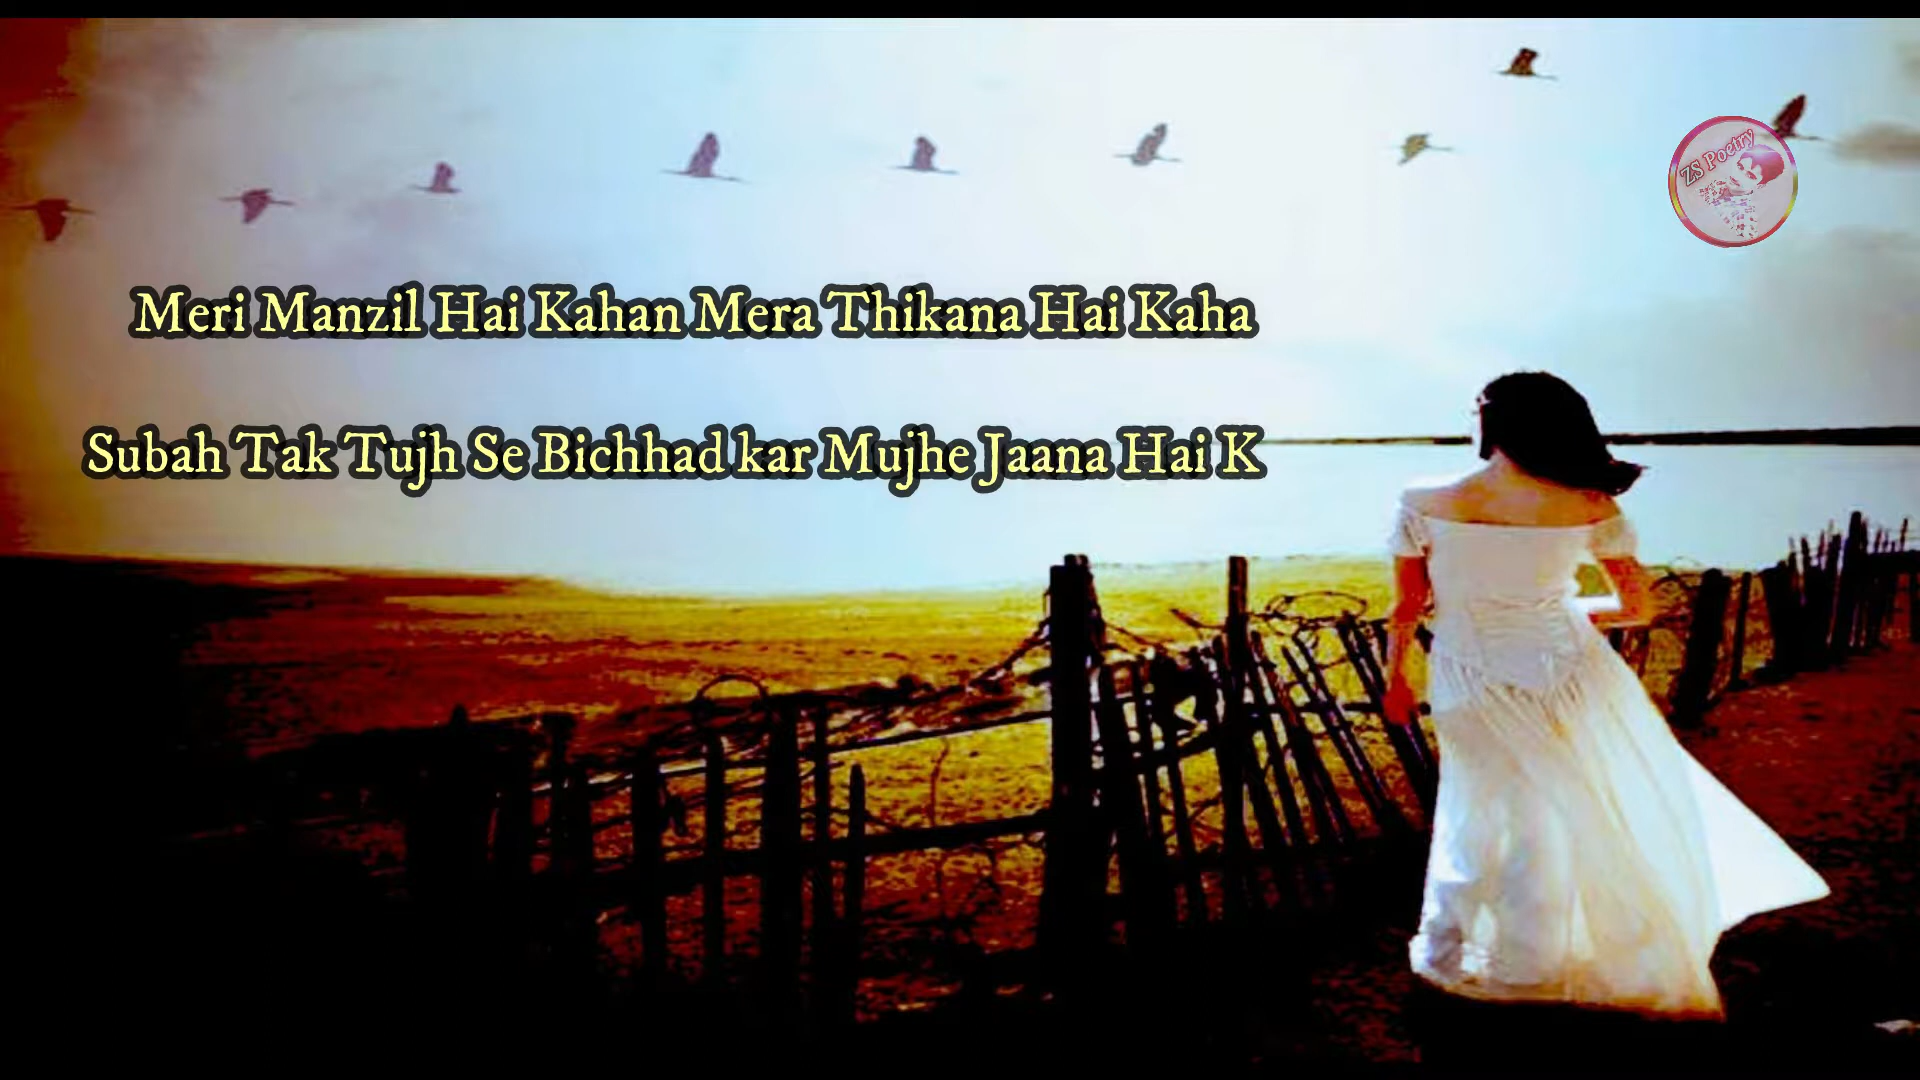 ZS Poetry
Meri Manzil Hai Kahan Mera Thikana Hai Kaha
Subah Tak Tujh Se Bichhad kar Mujhe Jaana Hai K